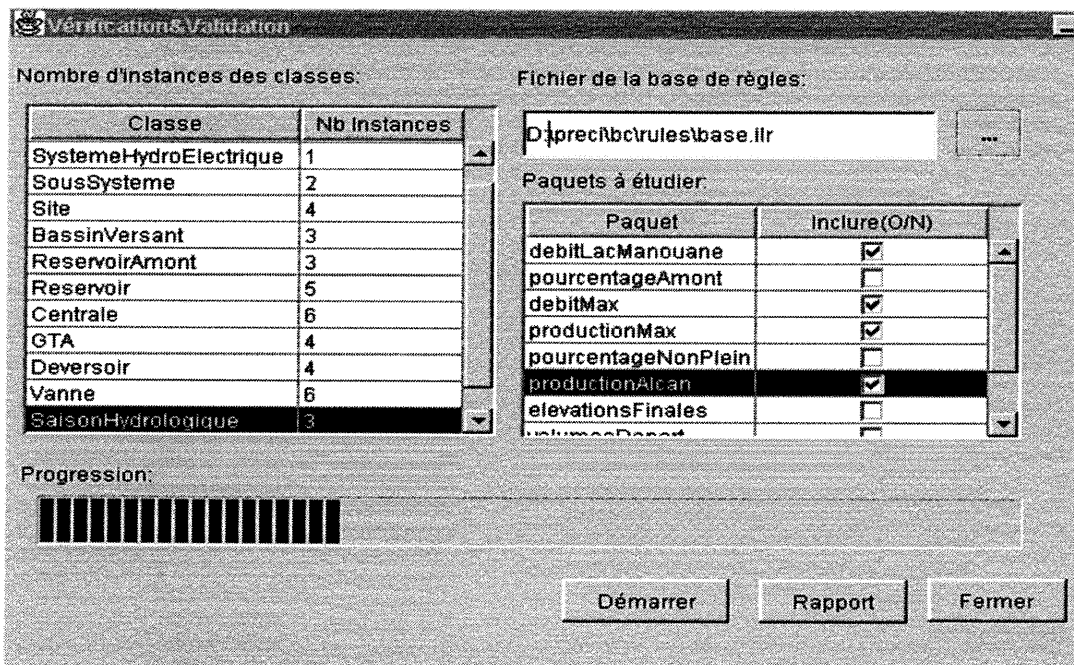 Vérification&Validation
Nombre d'instances des classes:
Classe Nb Instances
SystemeHydroElectrique 1
SousSysteme 2
Site 4
BassinVersant 3
ReservoirAmont 3
Reservoir 5
Centrale 6
GTA 4
Deversoir 4
Vanne 6
SaisonHydrologique 3
Fichier de la base de règles:
D:\preci\bc\rules\base.ilr
...
Paquets à étudier:
Paquet Inclure(O/N)
debitLacManouane
pourcentageAmont
debitMax
productionMax
pourcentageNonPlein
productionAlcan
elevationsFinales
volumesDepart
Progression:
Démarrer Rapport Fermer